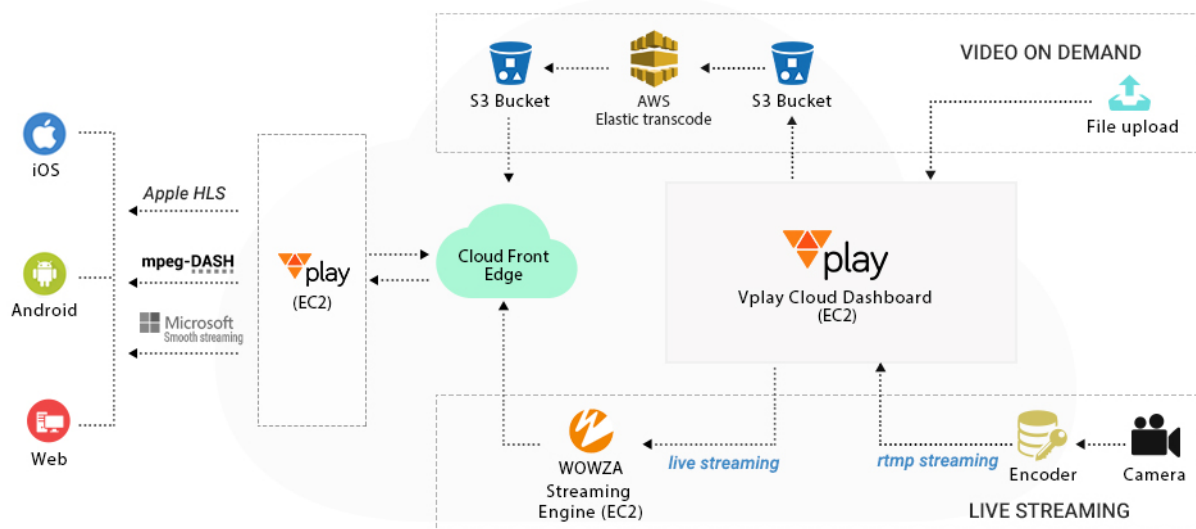 VIDEO ON DEMAND
S3 Bucket
AWS
Elastic transcode
S3 Bucket
File upload
iOS
Apple HLS
mpeg-DASH
Android
Microsoft
Smooth streaming
Web
play
(EC2)
Cloud Front
Edge
play
Vplay Cloud Dashboard
(EC2)
WOWZA
Streaming
Engine (EC2)
live streaming
rtmp streaming
Encoder
Camera
LIVE STREAMING